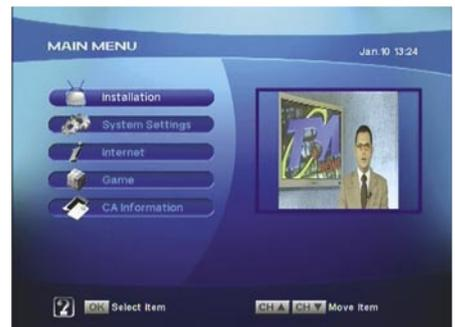 MAIN MENU
Jan.10 13:24
Installation
System Settings
Internet
Game
CA Information
OK Select Item
CH ▲ CH ▼ Move Item